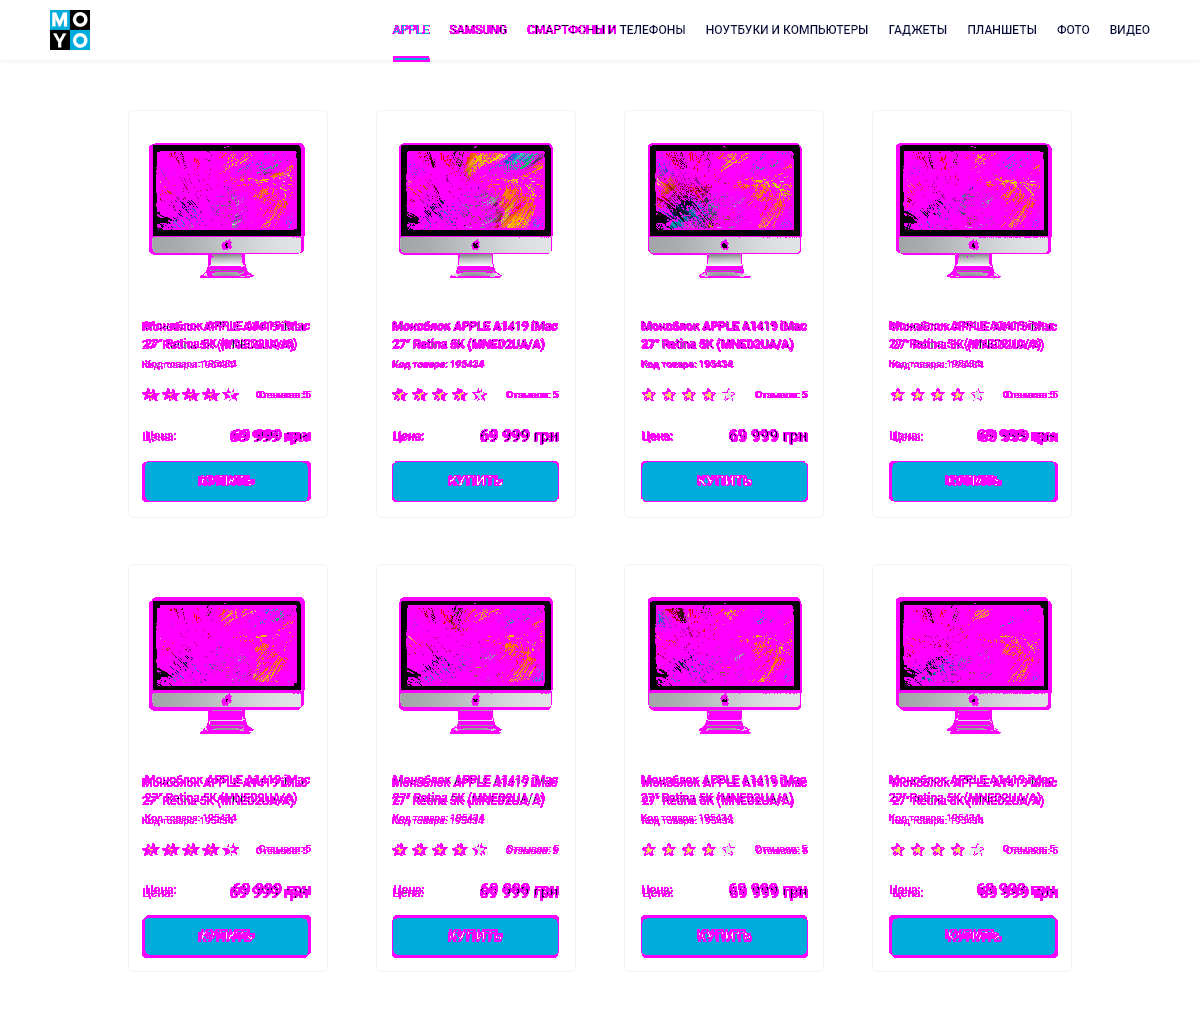 MO
YO
APPLE SAMSUNG СМАРТФОНЫ И ТЕЛЕФОНЫ НОУТБУКИ И КОМПЬЮТЕРЫ ГАДЖЕТЫ ПЛАНШЕТЫ ФОТО ВИДЕО
Моноблок APPLE A1419 iMac
27" Retina 5K (MNED2UA/A)
Код товара: 195434
Отзывов: 5
Цена: 69 999 грн
КУПИТЬ
Моноблок APPLE A1419 iMac
27" Retina 5K (MNED2UA/A)
Код товара: 195434
Отзывов: 5
Цена: 69 999 грн
КУПИТЬ
Моноблок APPLE A1419 iMac
27" Retina 5K (MNED2UA/A)
Код товара: 195434
Отзывов: 5
Цена: 69 999 грн
КУПИТЬ
Моноблок APPLE A1419 iMac
27" Retina 5K (MNED2UA/A)
Код товара: 195434
Отзывов: 5
Цена: 69 999 грн
КУПИТЬ
Моноблок APPLE A1419 iMac
27" Retina 5K (MNED2UA/A)
Код товара: 195434
Отзывов: 5
Цена: 69 999 грн
КУПИТЬ
Моноблок APPLE A1419 iMac
27" Retina 5K (MNED2UA/A)
Код товара: 195434
Отзывов: 5
Цена: 69 999 грн
КУПИТЬ
Моноблок APPLE A1419 iMac
27" Retina 5K (MNED2UA/A)
Код товара: 195434
Отзывов: 5
Цена: 69 999 грн
КУПИТЬ
Моноблок APPLE A1419 iMac
27" Retina 5K (MNED2UA/A)
Код товара: 195434
Отзывов: 5
Цена: 69 999 грн
КУПИТЬ